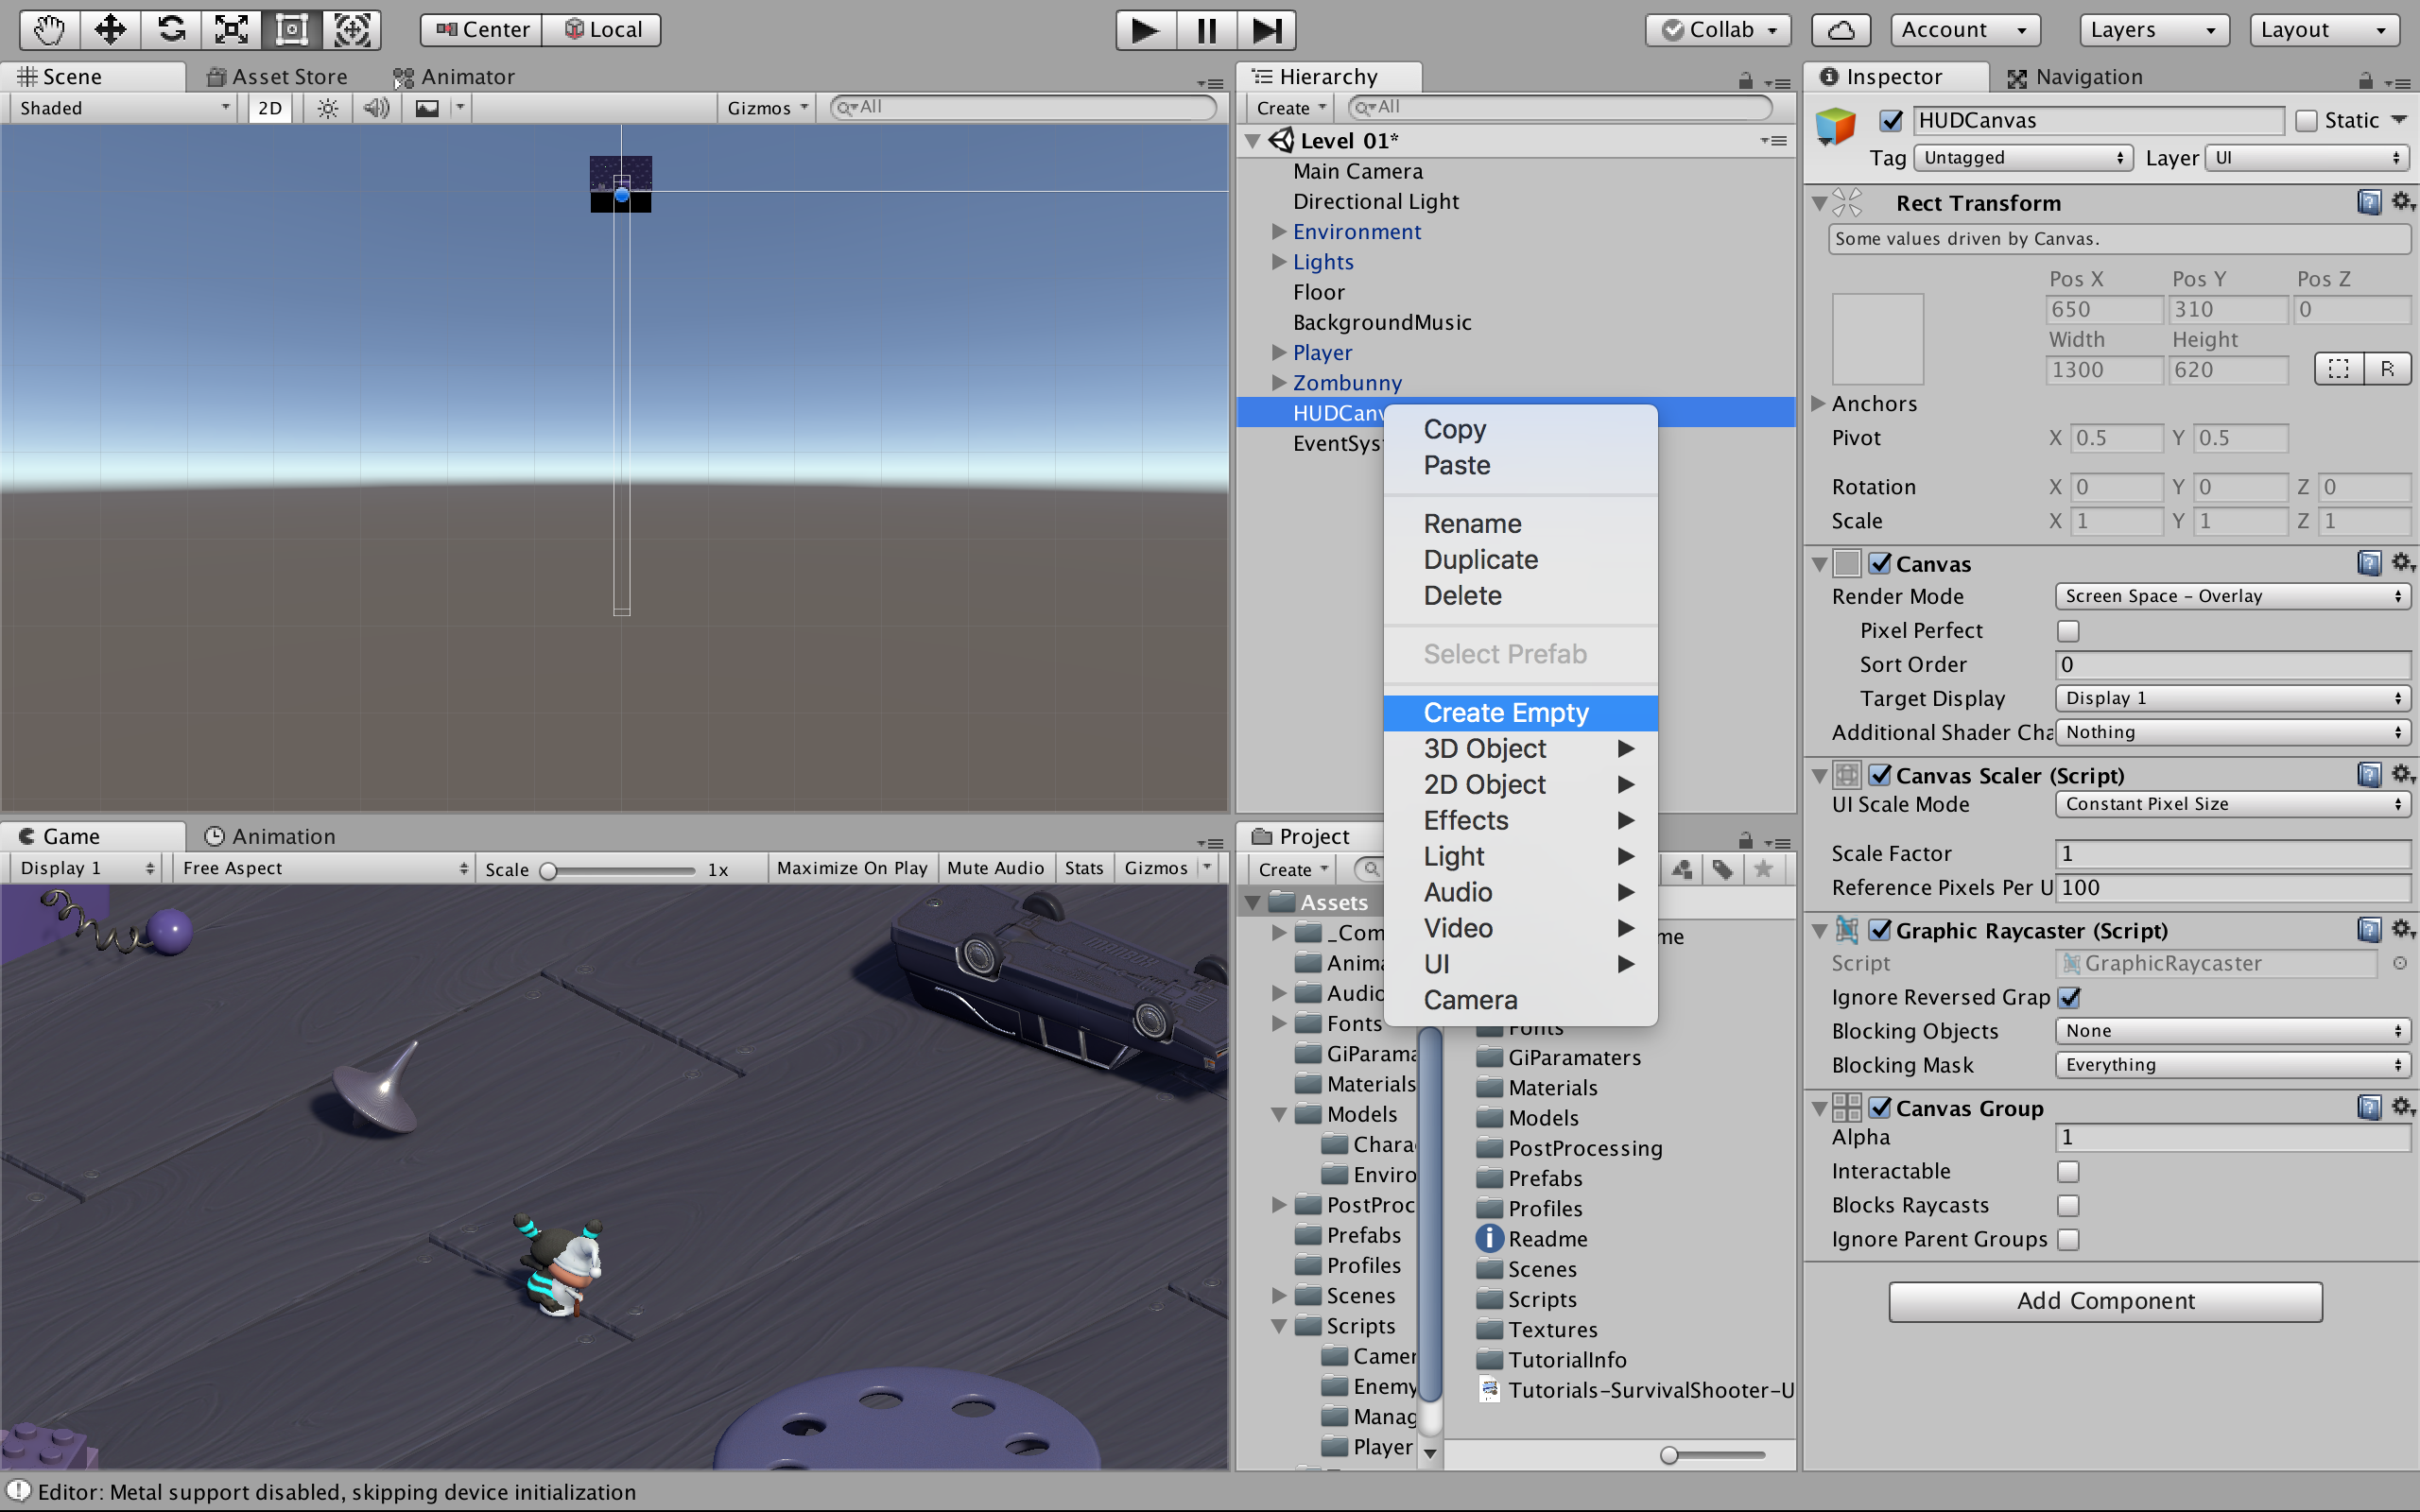 Center Local Collab Account Layers Layout
Scene Asset Store Animator
Shaded 2D Gizmos All
Hierarchy
Create All
Level 01*
Main Camera
Directional Light
Environment
Lights
Floor
BackgroundMusic
Player
Zombunny
HUDCanv
EventSys
Copy
Paste
Rename
Duplicate
Delete
Select Prefab
Create Empty
3D Object
2D Object
Effects
Light
Audio
Video
UI
Camera
Game Animation
Display 1 Free Aspect Scale 1x Maximize On Play Mute Audio Stats Gizmos
Project
Create
Assets
_Com
Anima
Audio
Fonts
GiParama
Materials
Models
Chara
Enviro
PostProc
Prefabs
Profiles
Scenes
Scripts
Camer
Enemy
Manag
Player
me
Fonts
GiParamaters
Materials
Models
PostProcessing
Prefabs
Profiles
Readme
Scenes
Scripts
Textures
TutorialInfo
Tutorials-SurvivalShooter-U
Inspector Navigation
HUDCanvas Static
Tag Untagged Layer UI
Rect Transform
Some values driven by Canvas.
Pos X Pos Y Pos Z
650 310 0
Width Height
1300 620 R
Anchors
Pivot X 0.5 Y 0.5
Rotation X 0 Y 0 Z 0
Scale X 1 Y 1 Z 1
Canvas
Render Mode Screen Space - Overlay
Pixel Perfect
Sort Order 0
Target Display Display 1
Additional Shader Cha Nothing
Canvas Scaler (Script)
UI Scale Mode Constant Pixel Size
Scale Factor 1
Reference Pixels Per U 100
Graphic Raycaster (Script)
Script GraphicRaycaster
Ignore Reversed Grap
Blocking Objects None
Blocking Mask Everything
Canvas Group
Alpha 1
Interactable
Blocks Raycasts
Ignore Parent Groups
Add Component
Editor: Metal support disabled, skipping device initialization